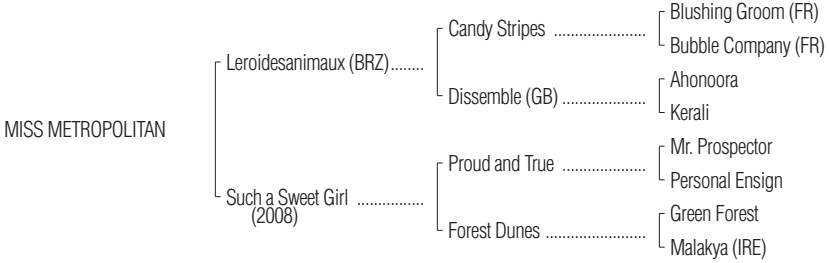 Blushing Groom (FR)
Candy Stripes ......................
Bubble Company (FR)
Leroidesanimaux (BRZ)........
Ahonoora
Dissemble (GB) ....................
Kerali
MISS METROPOLITAN
Mr. Prospector
Proud and True ....................
Personal Ensign
Such a Sweet Girl ................
(2008)
Green Forest
Forest Dunes ........................
Malakya (IRE)